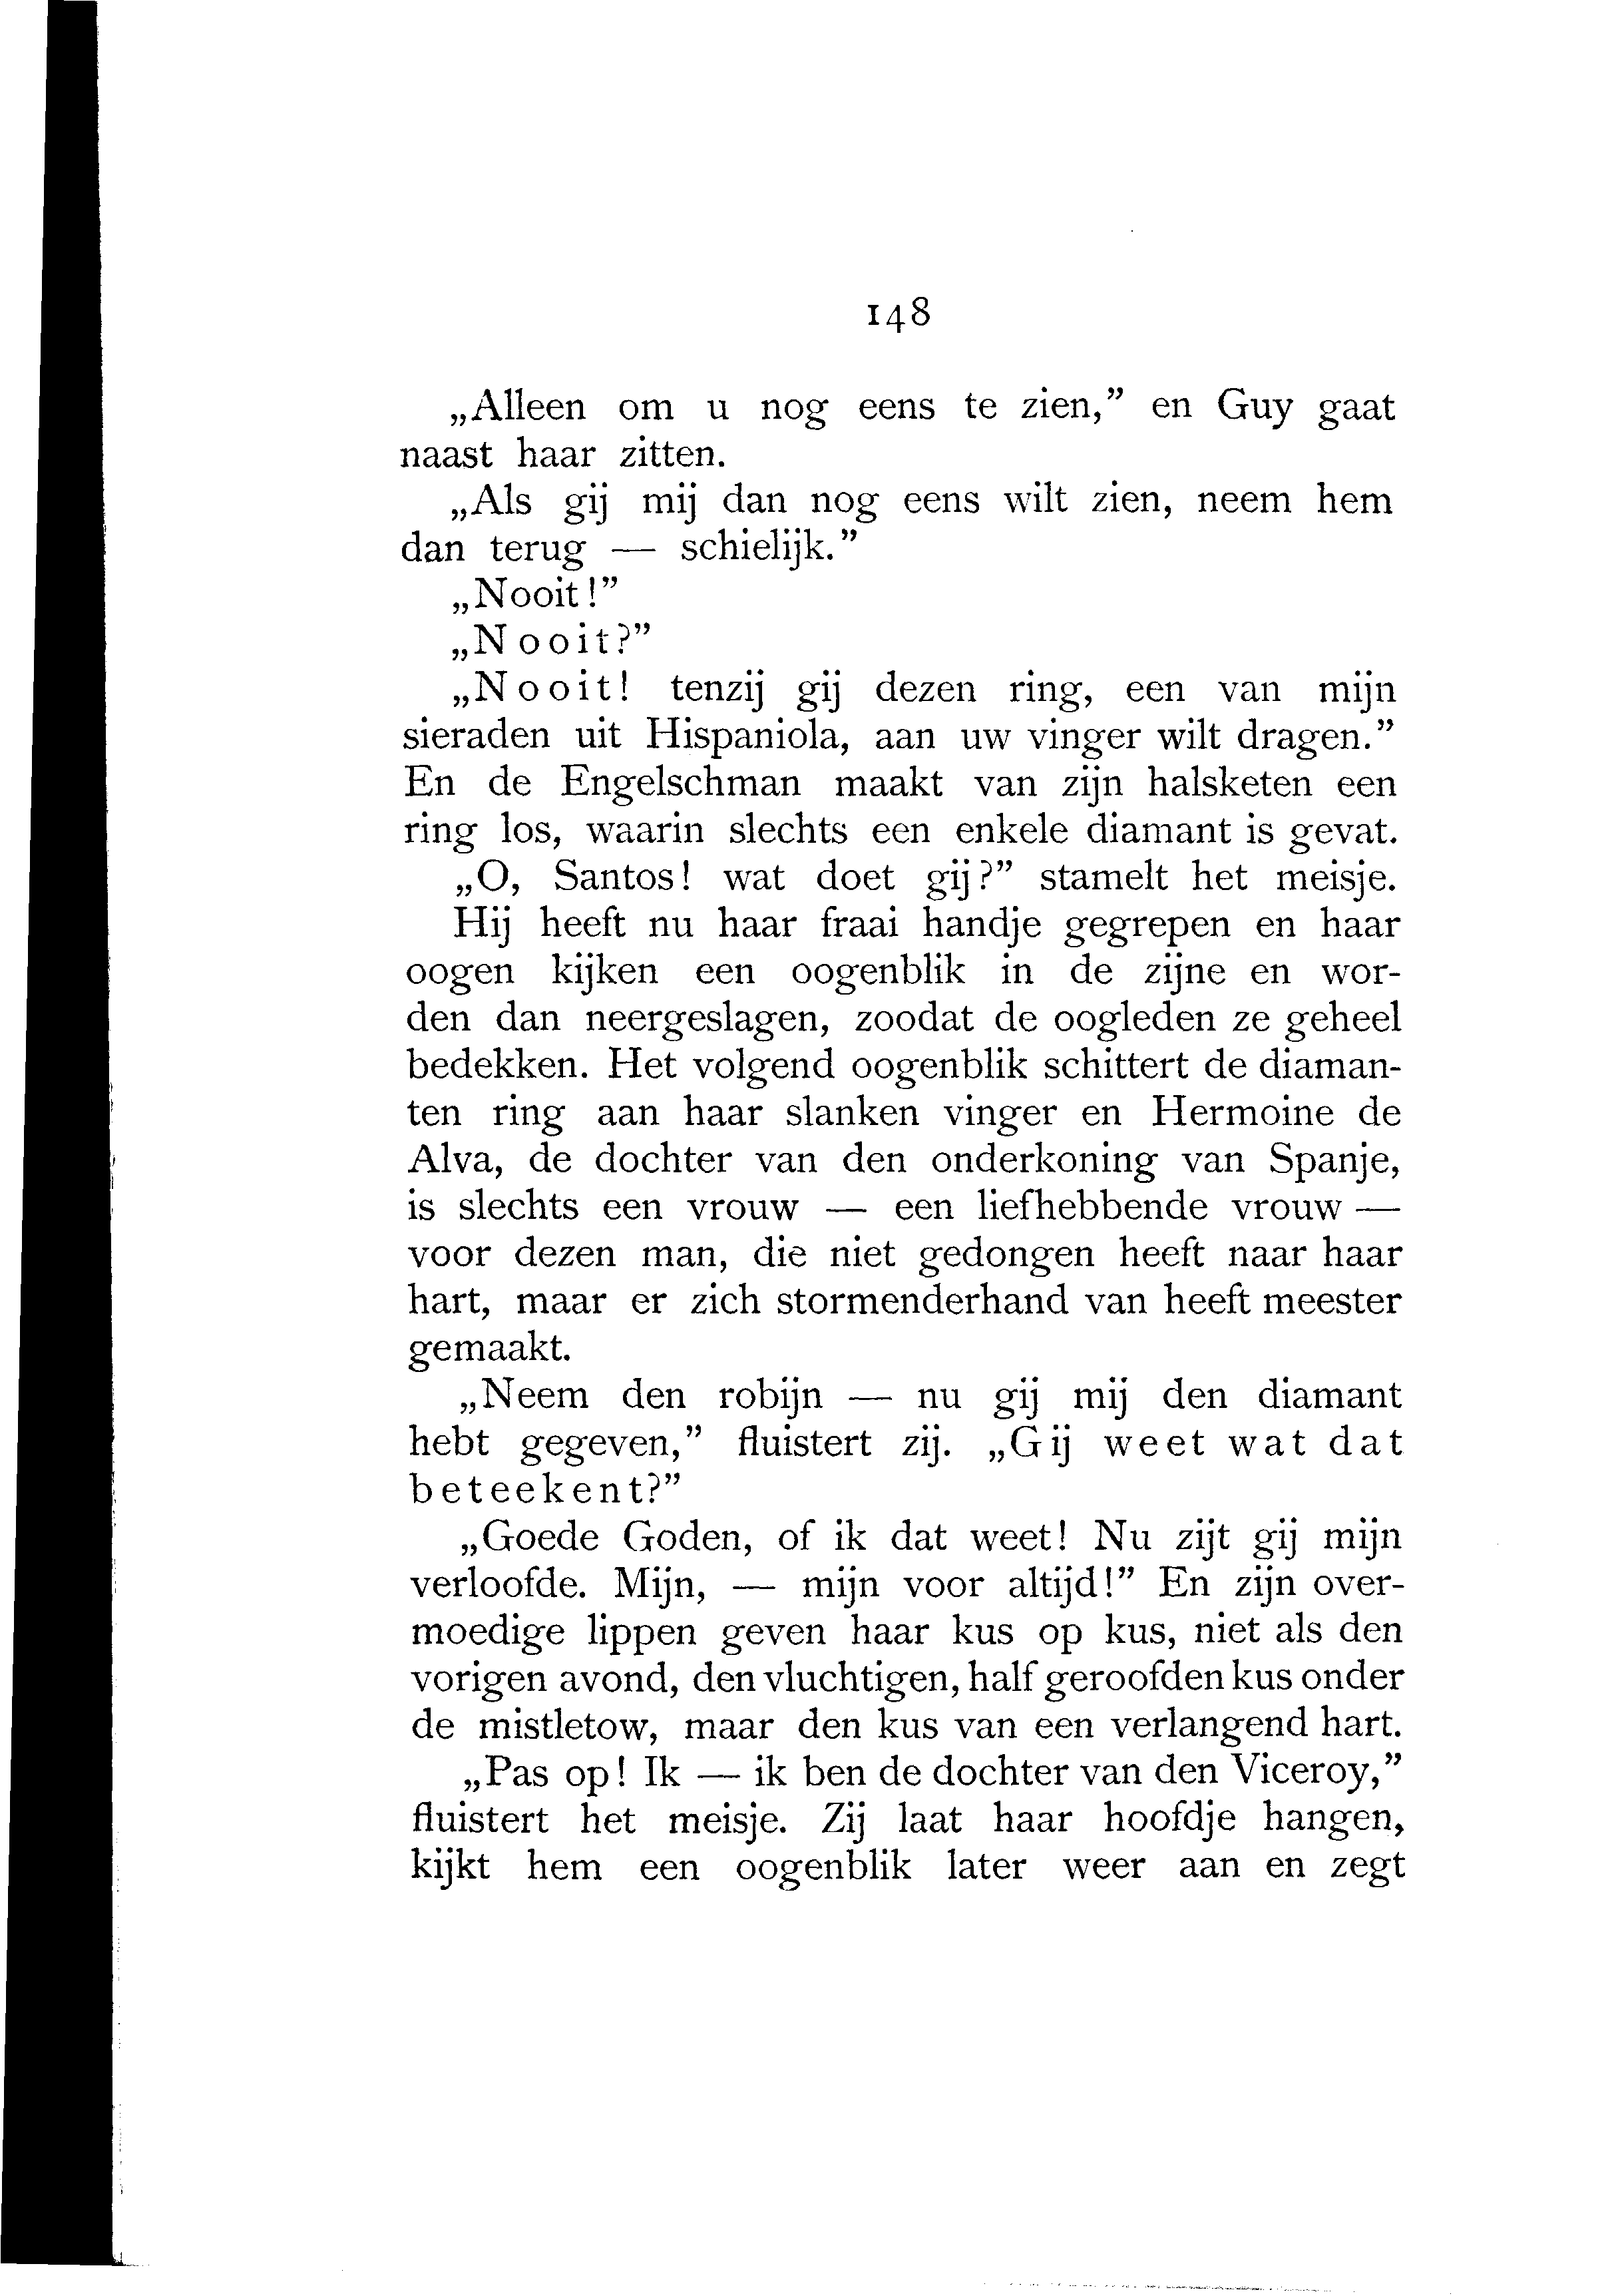 148
„Alleen om u nog eens te zien,” en Guy gaat
naast haar zitten.
„Als gij mij dan nog eens wilt zien, neem hem
dan terug — schielijk.”
„Nooit!”
„Nooit?”
„Nooit! tenzij gij dezen ring, een van mijn
sieraden uit Hispaniola, aan uw vinger wilt dragen.”
En de Engelschman maakt van zijn halsketen een
ring los, waarin slechts een enkele diamant is gevat.
„O, Santos! wat doet gij?” stamelt het meisje.
Hij heeft nu haar fraai handje gegrepen en haar
oogen kijken een oogenblik in de zijne en wor-
den dan neergeslagen, zoodat de oogleden ze geheel
bedekken. Het volgend oogenblik schittert de diaman-
ten ring aan haar slanken vinger en Hermoine de
Alva, de dochter van den onderkoning van Spanje,
is slechts een vrouw — een liefhebbende vrouw —
voor dezen man, die niet gedongen heeft naar haar
hart, maar er zich stormenderhand van heeft meester
gemaakt.
„Neem den robijn — nu gij mij den diamant
hebt gegeven,” fluistert zij. „Gij weet wat dat
beteekent?”
„Goede Goden, of ik dat weet! Nu zijt gij mijn
verloofde. Mijn, — mijn voor altijd!” En zijn over-
moedige lippen geven haar kus op kus, niet als den
vorigen avond, den vluchtigen, half geroofden kus onder
de mistletow, maar den kus van een verlangend hart.
„Pas op! Ik — ik ben de dochter van den Viceroy,”
fluistert het meisje. Zij laat haar hoofdje hangen,
kijkt hem een oogenblik later weer aan en zegt